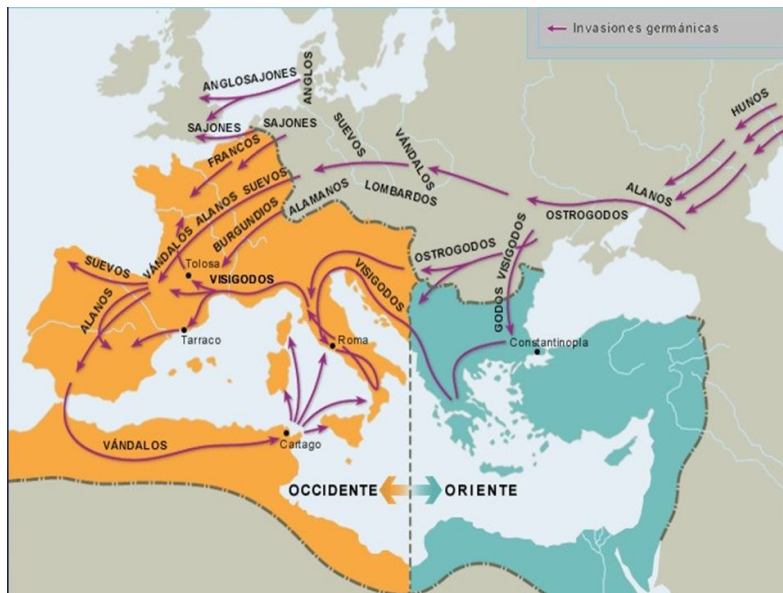 Invasiones germánicas
ANGLOSAJONES
ANGLOS
HUNOS
SAJONES
SAJONES
SUEVOS
VÁNDALOS
FRANCOS
ALANOS
VÁNDALOS ALANOS SUEVOS
ALAMANOS
LOMBARDOS
OSTROGODOS
BURGUNDIOS
OSTROGODOS
GODOS VISIGODOS
SUEVOS
Tolosa
VISIGODOS
VISIGODOS
ALANOS
Tarraco
Roma
Constantinopla
VÁNDALOS
Cartago
OCCIDENTE
ORIENTE